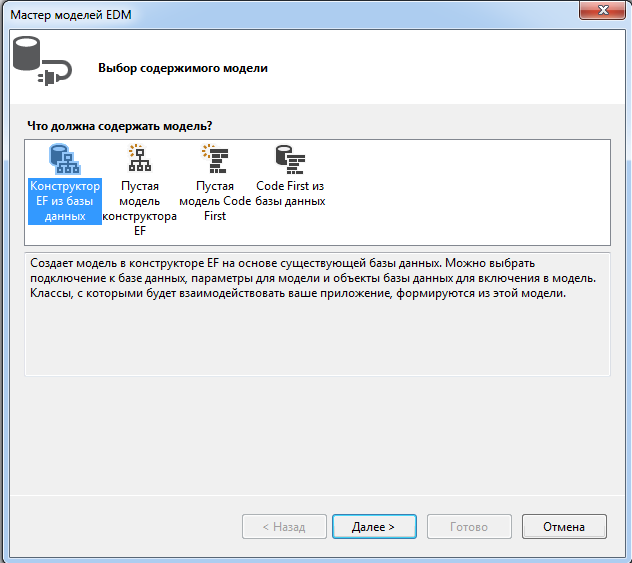 Мастер моделей EDM
Выбор содержимого модели
Что должна содержать модель?
Конструктор
EF из базы
данных
Пустая
модель
конструктора
EF
Пустая
модель Code
First
Code First из
базы данных
Создает модель в конструкторе EF на основе существующей базы данных. Можно выбрать
подключение к базе данных, параметры для модели и объекты базы данных для включения в модель.
Классы, с которыми будет взаимодействовать ваше приложение, формируются из этой модели.
< Назад
Далее >
Готово
Отмена